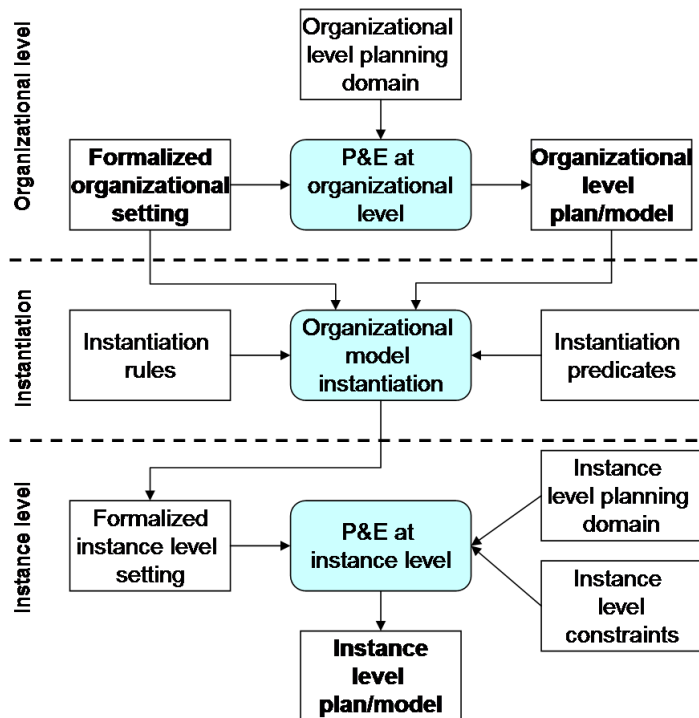 Organizational level
Organizational
level planning
domain
Formalized
organizational
setting
P&E at
organizational
level
Organizational
level
plan/model
Instantiation
Instantiation
rules
Organizational
model
instantiation
Instantiation
predicates
Instance level
Formalized
instance level
setting
P&E at
instance level
Instance
level planning
domain
Instance
level
constraints
Instance
level
plan/model